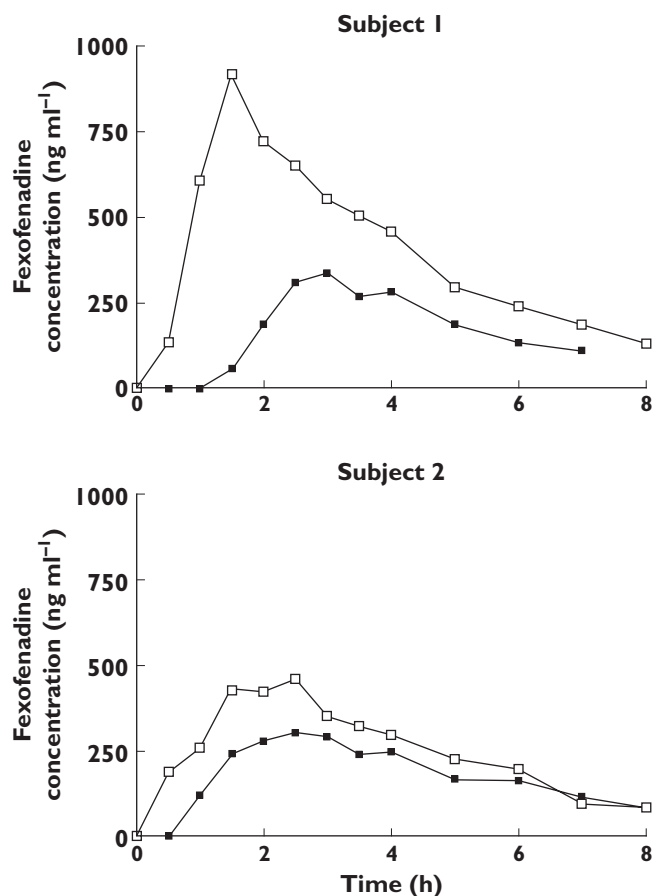 Subject 1
1000
750
500
250
0
Fexofenadine
concentration (ng ml⁻¹)
0 2 4 6 8
Subject 2
1000
750
500
250
0
Fexofenadine
concentration (ng ml⁻¹)
0 2 4 6 8
Time (h)